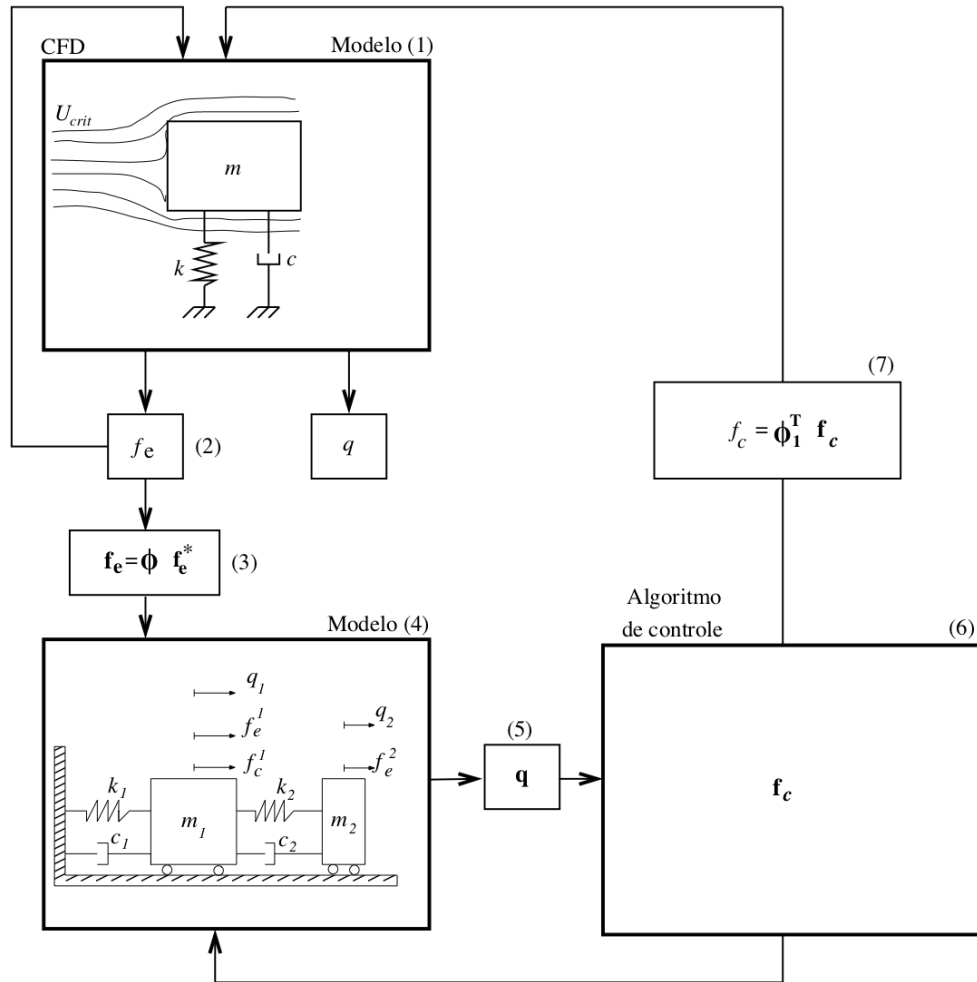 CFD
Modelo (1)
U_crit
m
k
c
f_e
(2)
q
(7)
f_c = ϕ_1^T f_c
f_e = ϕ f_e^*
(3)
Modelo (4)
q_1
f_e^1
f_c^1
q_2
f_e^2
k_1
k_2
m_1
m_2
c_1
c_2
(5)
q
Algoritmo
de controle
(6)
f_c